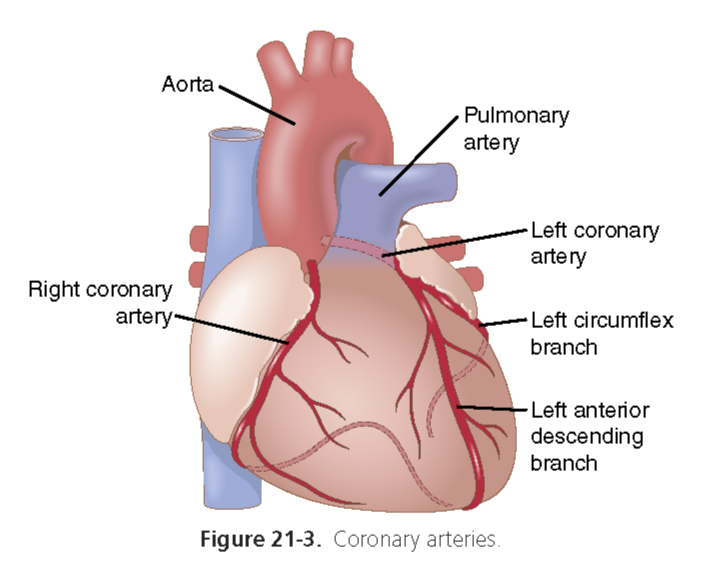 Aorta
Pulmonary
artery
Left coronary
artery
Right coronary
artery
Left circumflex
branch
Left anterior
descending
branch
Figure 21-3. Coronary arteries.